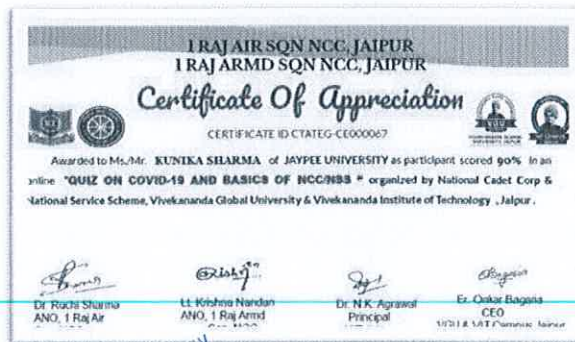 1 RAJ AIR SQN NCC, JAIPUR
1 RAJ ARMD SQN NCC, JAIPUR
Certificate Of Appreciation
CERTIFICATE ID CTATEG-CE000067
Awarded to Ms./Mr. KUNIKA SHARMA of JAYPEE UNIVERSITY as participant scored 90% in an
online "QUIZ ON COVID-19 AND BASICS OF NCC/NSS " organized by National Cadet Corp &
National Service Scheme, Vivekananda Global University & Vivekananda Institute of Technology , Jaipur .
Dr. Ruchi Sharma
ANO, 1 Raj Air
Lt. Krishna Nandan
ANO, 1 Raj Armd
Dr. N.K. Agrawal
Principal
Er. Onkar Bagaria
CEO
VGU & VIT Campus, Jaipur